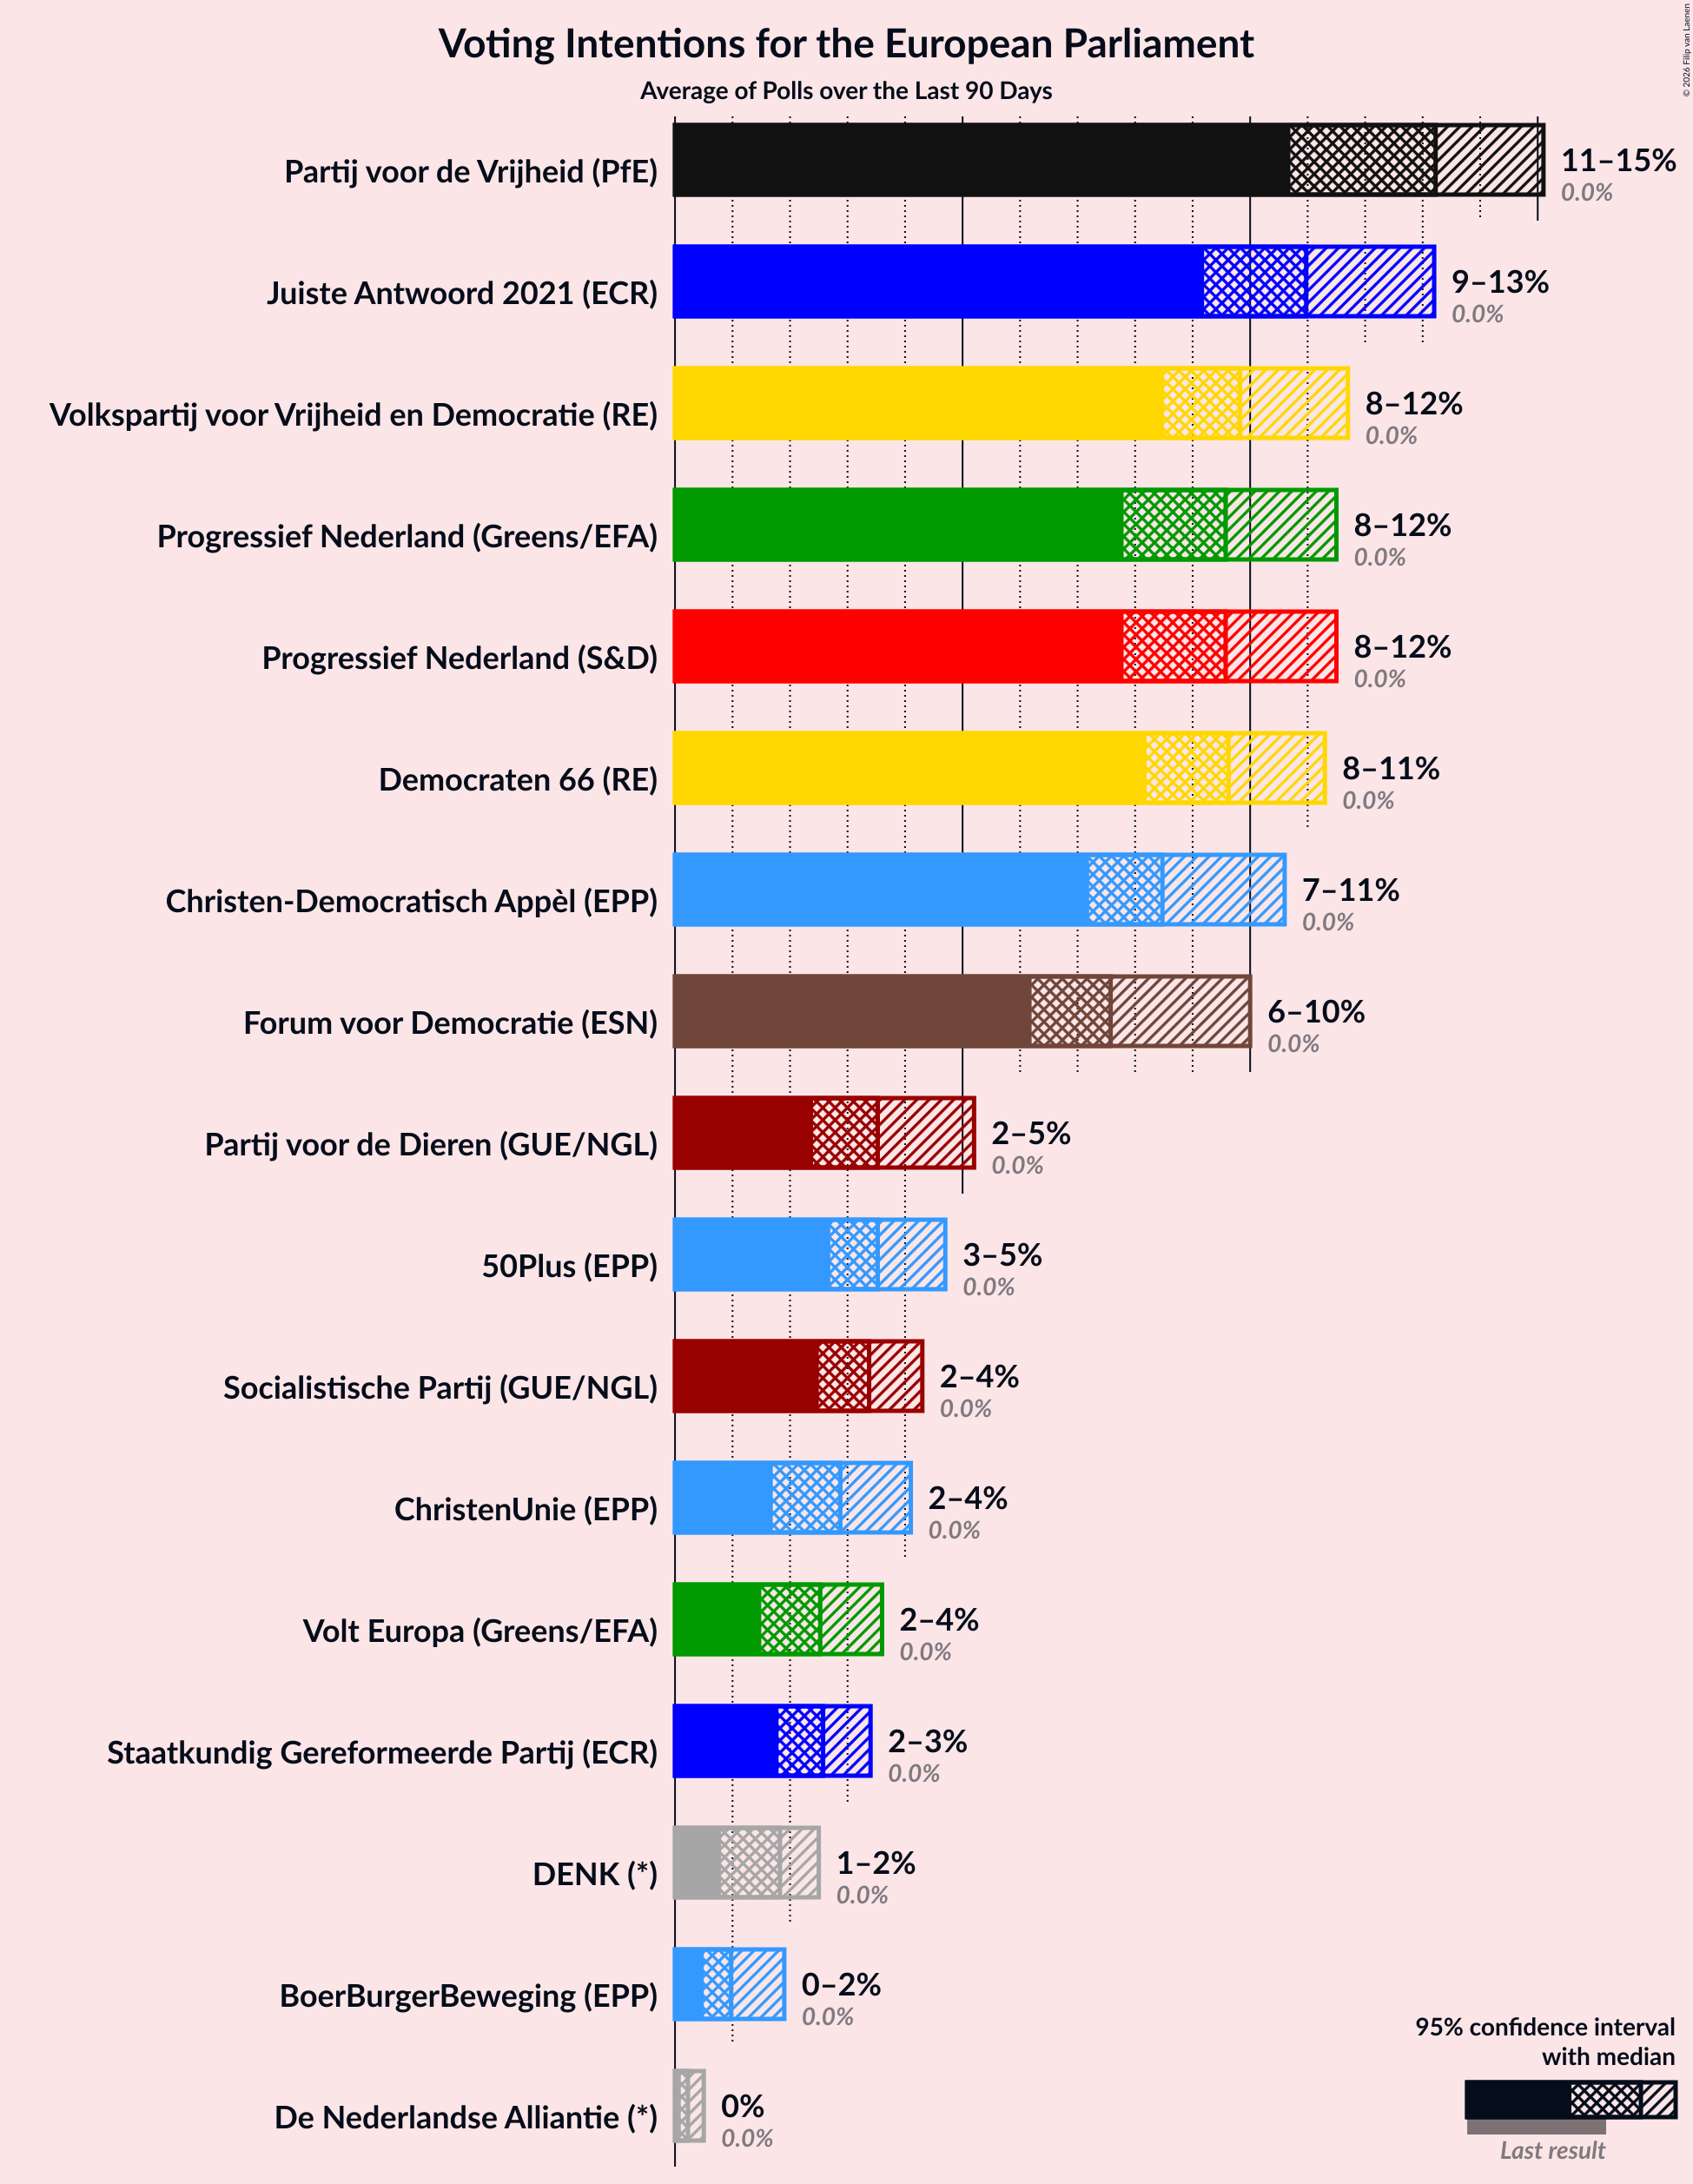 Voting Intentions for the European Parliament
Average of Polls over the Last 90 Days
© 2026 Filip van Laenen
Partij voor de Vrijheid (PfE)
11–15%
0.0%
Juiste Antwoord 2021 (ECR)
9–13%
0.0%
Volkspartij voor Vrijheid en Democratie (RE)
8–12%
0.0%
Progressief Nederland (Greens/EFA)
8–12%
0.0%
Progressief Nederland (S&D)
8–12%
0.0%
Democraten 66 (RE)
8–11%
0.0%
Christen-Democratisch Appèl (EPP)
7–11%
0.0%
Forum voor Democratie (ESN)
6–10%
0.0%
Partij voor de Dieren (GUE/NGL)
2–5%
0.0%
50Plus (EPP)
3–5%
0.0%
Socialistische Partij (GUE/NGL)
2–4%
0.0%
ChristenUnie (EPP)
2–4%
0.0%
Volt Europa (Greens/EFA)
2–4%
0.0%
Staatkundig Gereformeerde Partij (ECR)
2–3%
0.0%
DENK (*)
1–2%
0.0%
BoerBurgerBeweging (EPP)
0–2%
0.0%
De Nederlandse Alliantie (*)
0%
0.0%
95% confidence interval
with median
Last result